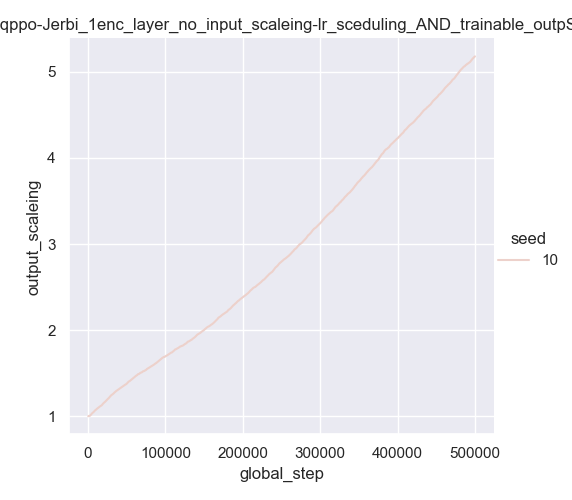 qppo-Jerbi_1enc_layer_no_input_scaleing-lr_sceduling_AND_trainable_outpS
5
4
3
2
1
output_scaleing
0 100000 200000 300000 400000 500000
global_step
seed
10